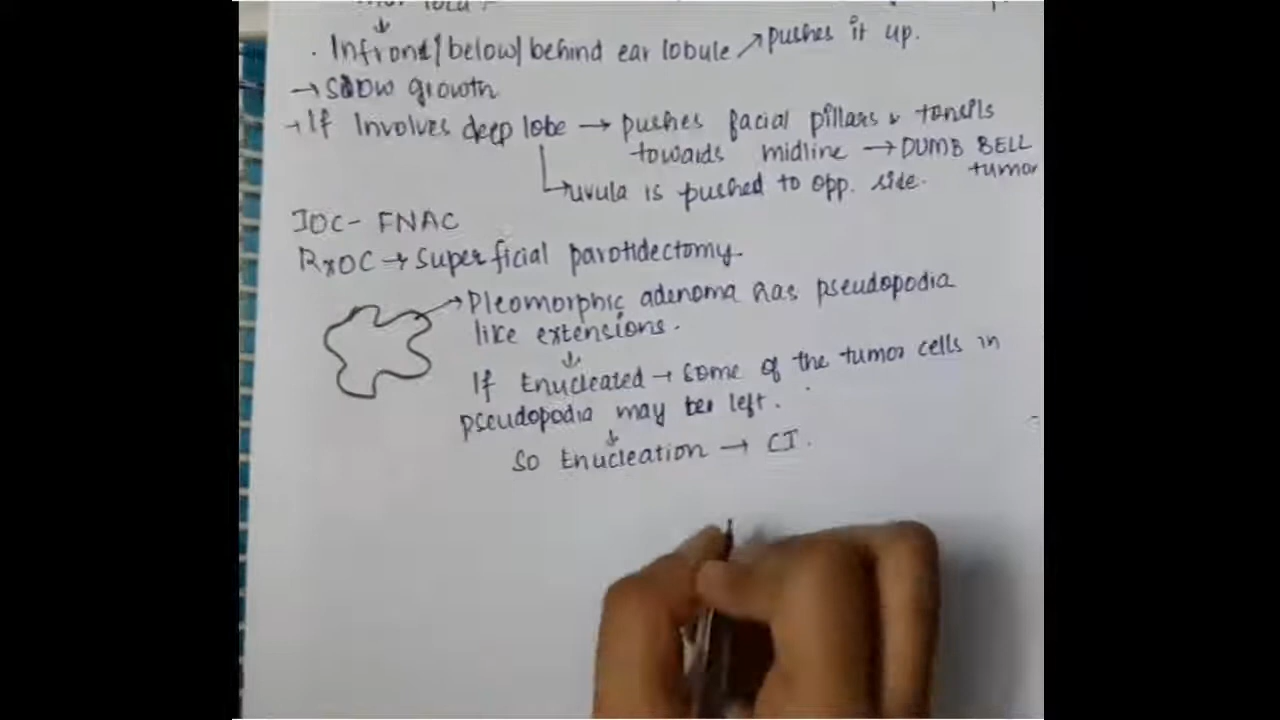 . Infront/below/behind ear lobule ↗ pushes it up.
→ Slow growth
→ If Involves deep lobe → pushes facial pillars & tonsils
towards midline → DUMB BELL
tumor
uvula is pushed to opp. side.
IOC - FNAC
RxOC → Superficial parotidectomy.
→ Pleomorphic adenoma has pseudopodia
like extensions.
↓
If Enucleated → some of the tumor cells in
pseudopodia may be left.
↓
So Enucleation → CI.